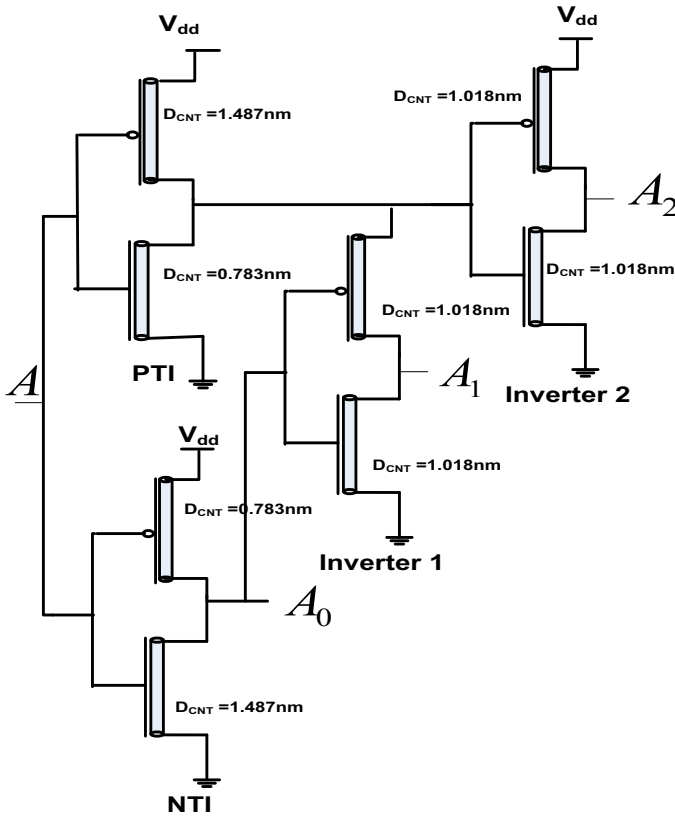 Vdd
Vdd
DCNT =1.487nm
DCNT =1.018nm
A2
DCNT =0.783nm
DCNT =1.018nm
DCNT =1.018nm
PTI
A
A1
Inverter 2
Vdd
DCNT =1.018nm
DCNT =0.783nm
Inverter 1
A0
DCNT =1.487nm
NTI